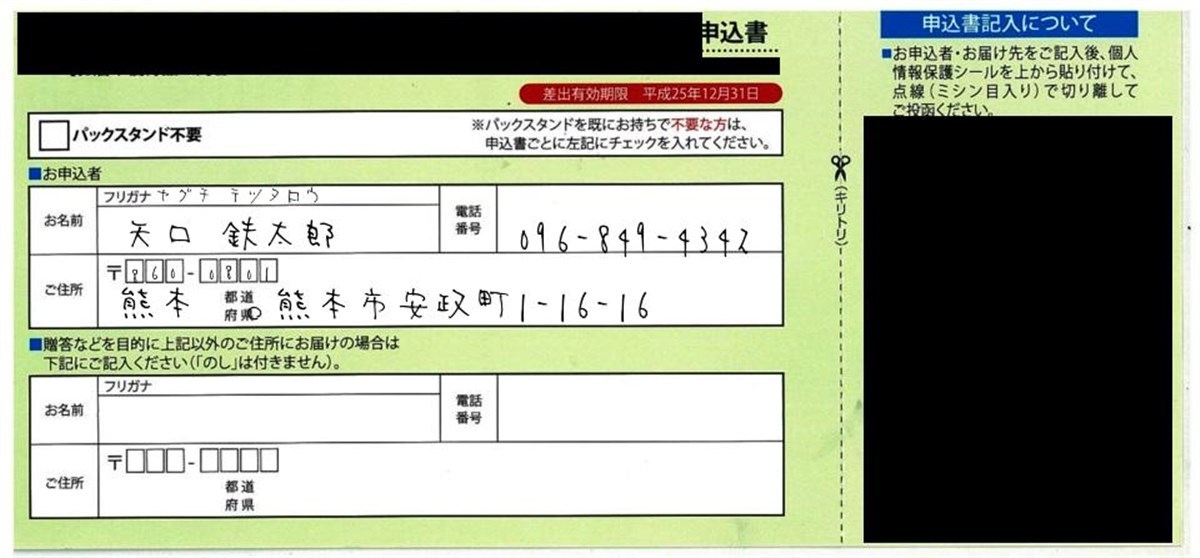 申込書
差出有効期限 平成25年12月31日
パックスタンド不要
※パックスタンドを既にお持ちで不要な方は、
申込書ごとに左記にチェックを入れてください。
■お申込者
お名前
フリガナ ヤグチ テツタロウ
矢口 鉄太郎
電話
番号
096-849-4342
ご住所
〒860-0801
熊本 都道
府県 熊本市安政町1-16-16
■贈答などを目的に上記以外のご住所にお届けの場合は
下記にご記入ください(「のし」は付きません)。
お名前
フリガナ
電話
番号
ご住所
〒 -
都道
府県
(キリトリ)
申込書記入について
■お申込者・お届け先をご記入後、個人
情報保護シールを上から貼り付けて、
点線(ミシン目入り)で切り離して
ご投函ください。